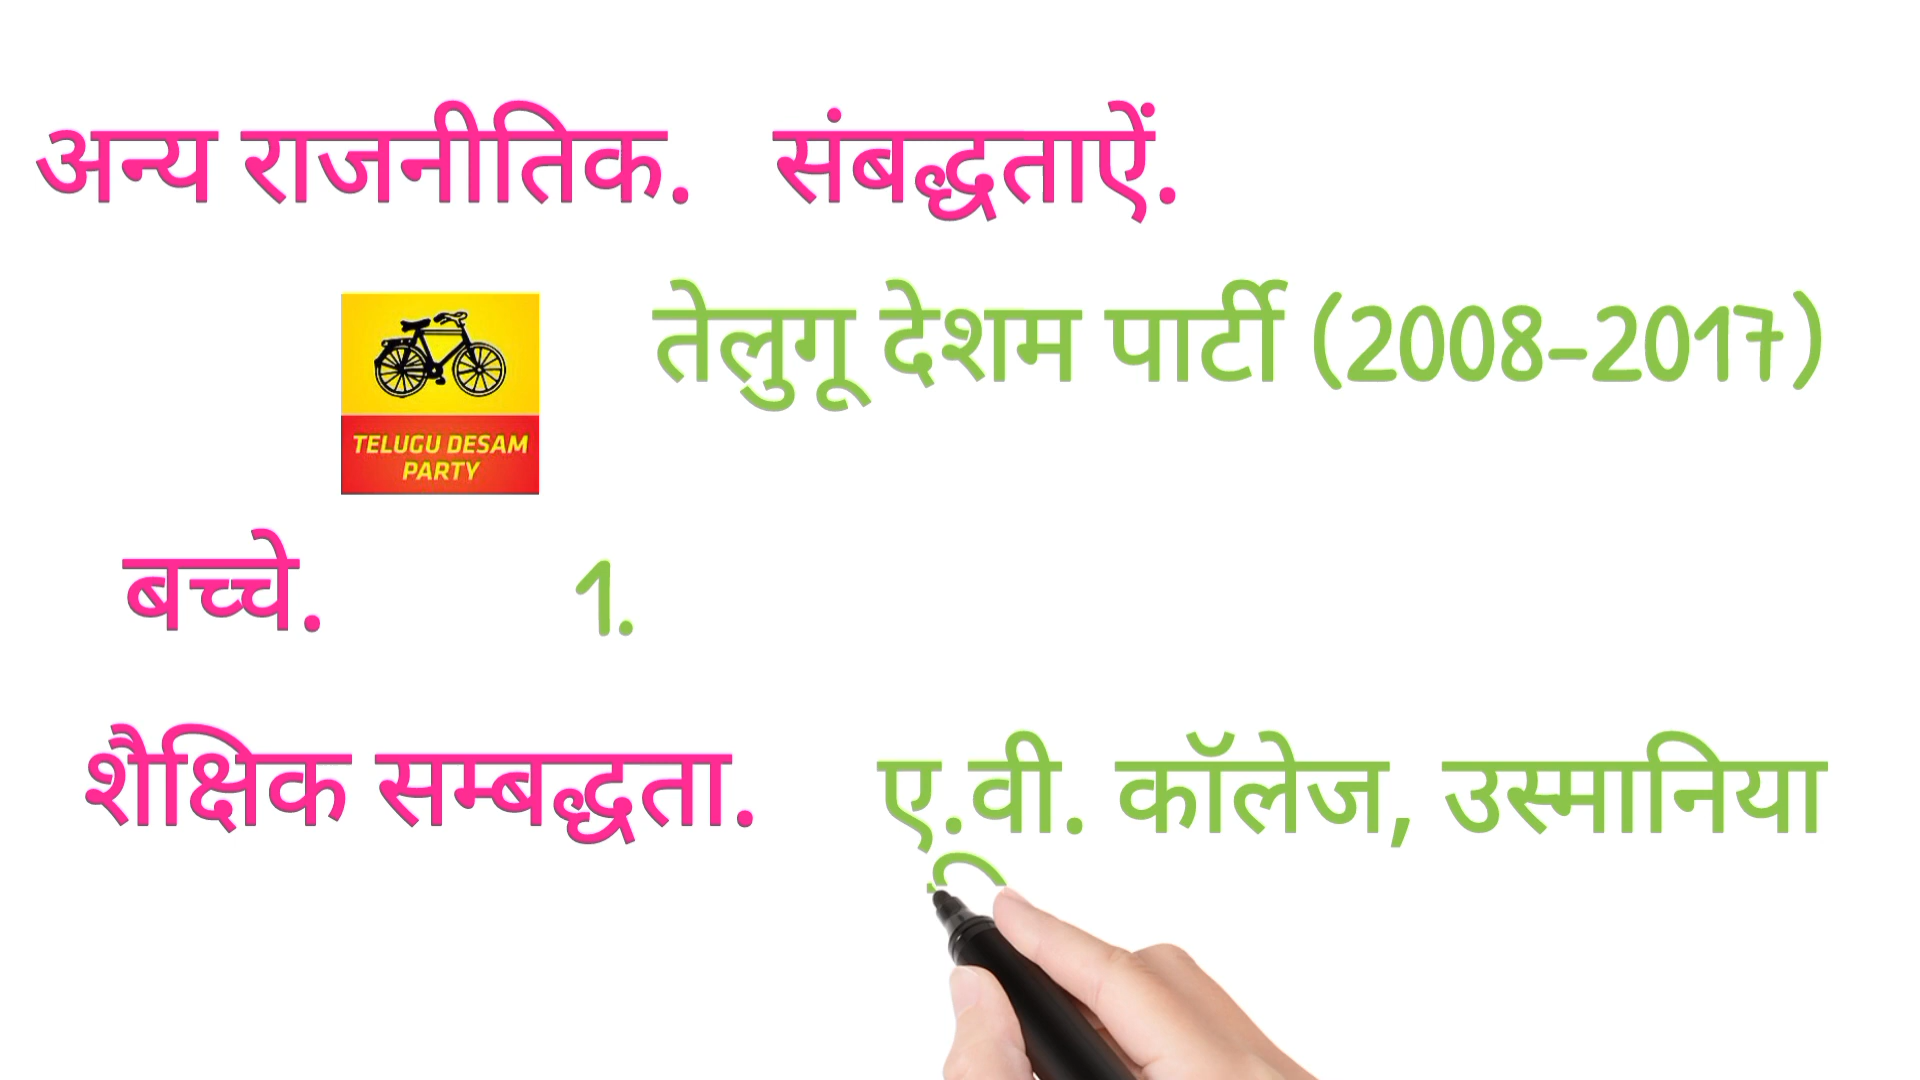 अन्य राजनीतिक. संबद्धताऐं.
तेलुगू देशम पार्टी (2008-2017)
TELUGU DESAM
PARTY
बच्चे. 1.
शैक्षिक सम्बद्धता. ए.वी. कॉलेज, उस्मानिया